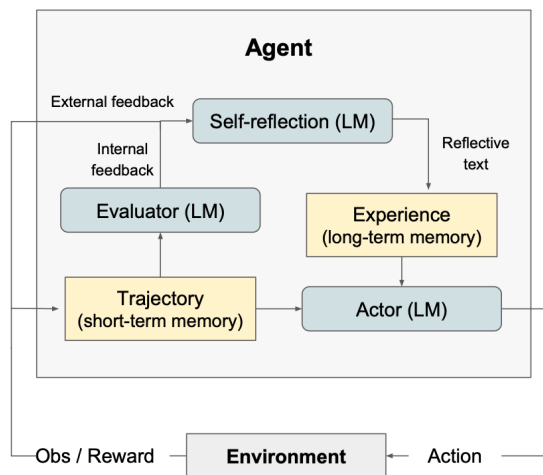 Agent
External feedback
Self-reflection (LM)
Internal
feedback
Reflective
text
Evaluator (LM)
Experience
(long-term memory)
Trajectory
(short-term memory)
Actor (LM)
Obs / Reward
Environment
Action